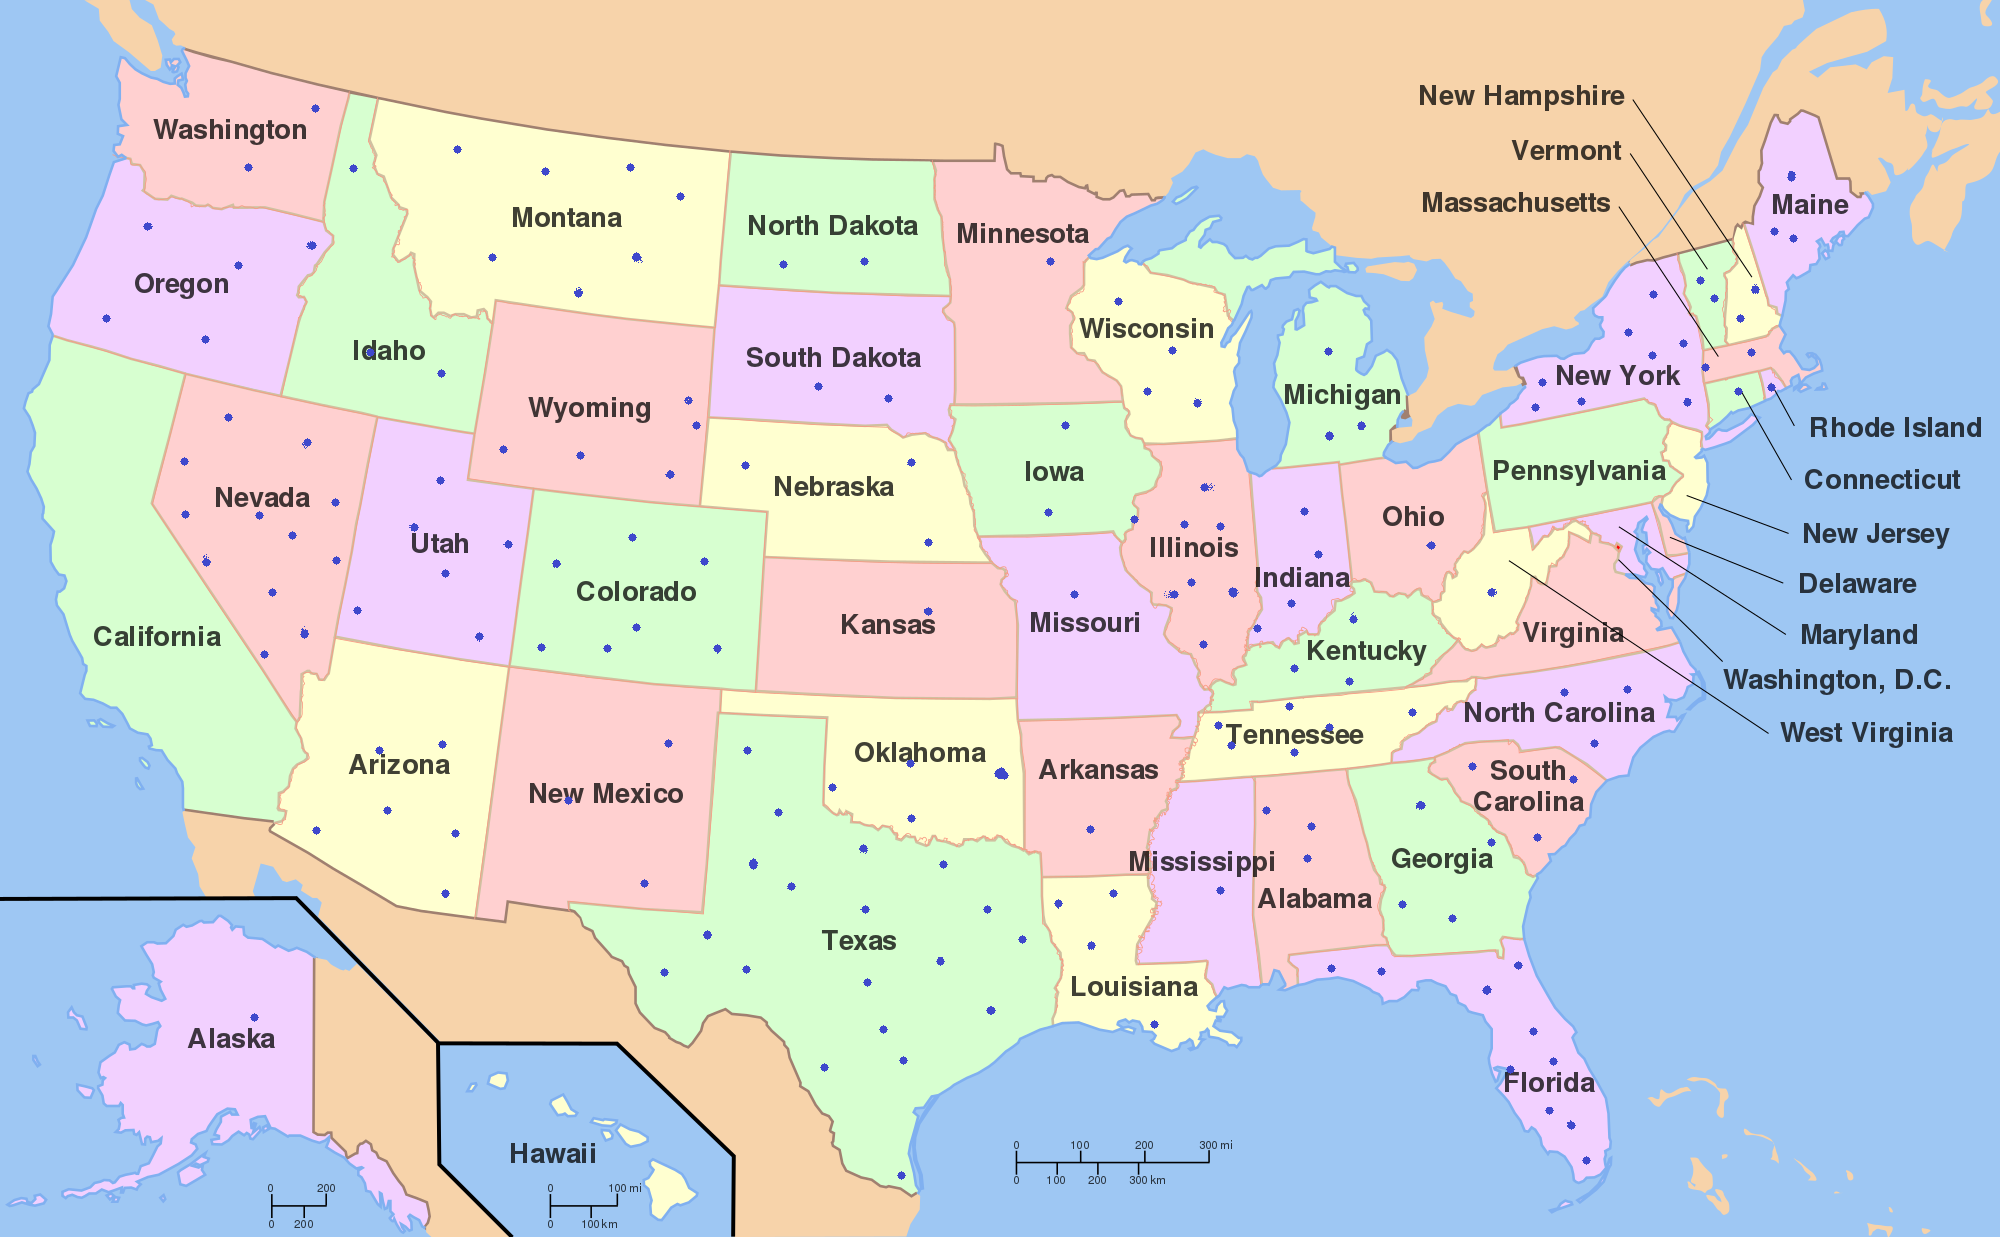 New Hampshire
Washington
Vermont
Massachusetts
Maine
Montana
North Dakota
Minnesota
Oregon
Wisconsin
Idaho
South Dakota
New York
Michigan
Wyoming
Rhode Island
Pennsylvania
Iowa
Connecticut
Nebraska
Nevada
Ohio
New Jersey
Utah
Illinois
Indiana
Delaware
Colorado
Kansas
Missouri
Virginia
Maryland
California
Kentucky
Washington, D.C.
North Carolina
West Virginia
Tennessee
Oklahoma
Arizona
Arkansas
South
Carolina
New Mexico
Mississippi
Georgia
Alabama
Texas
Louisiana
Alaska
Florida
Hawaii
0 100 200 300 mi
0 100 200 300 km
0 200
0 200
0 100 mi
0 100 km